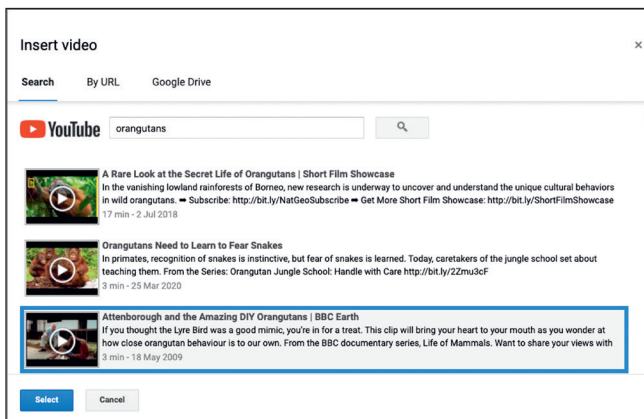 Insert video
×
Search By URL Google Drive
YouTube orangutans
A Rare Look at the Secret Life of Orangutans | Short Film Showcase
In the vanishing lowland rainforests of Borneo, new research is underway to uncover and understand the unique cultural behaviors
in wild orangutans. ➡ Subscribe: http://bit.ly/NatGeoSubscribe ➡ Get More Short Film Showcase: http://bit.ly/ShortFilmShowcase
17 min - 2 Jul 2018
Orangutans Need to Learn to Fear Snakes
In primates, recognition of snakes is instinctive, but fear of snakes is learned. Today, caretakers of the jungle school set about
teaching them. From the Series: Orangutan Jungle School: Handle with Care http://bit.ly/2Zmu3cF
3 min - 25 Mar 2020
Attenborough and the Amazing DIY Orangutans | BBC Earth
If you thought the Lyre Bird was a good mimic, you're in for a treat. This clip will bring your heart to your mouth as you wonder at
how close orangutan behaviour is to our own. From the BBC documentary series, Life of Mammals. Want to share your views with
3 min - 18 May 2009
Select Cancel